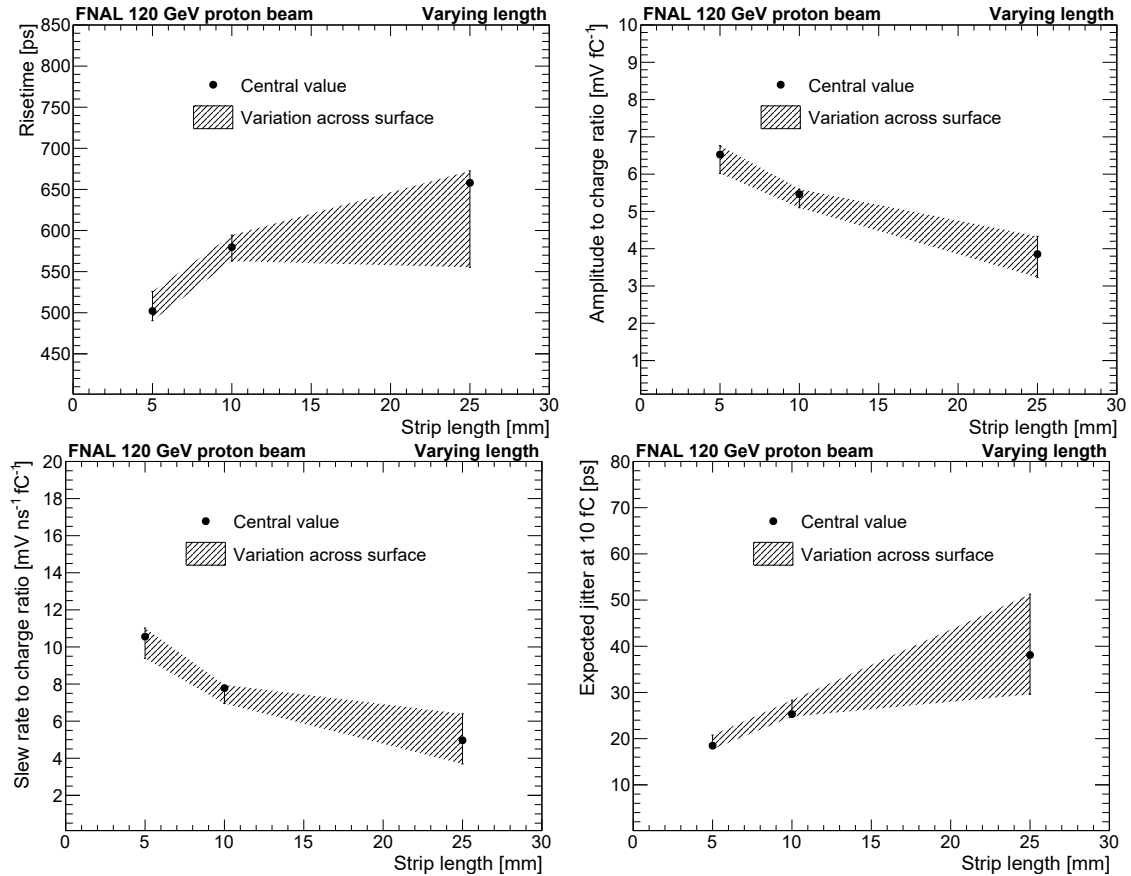 FNAL 120 GeV proton beam Varying length
Risetime [ps]
850
800
750
700
650
600
550
500
450
Central value
Variation across surface
0 5 10 15 20 25 30
Strip length [mm]
FNAL 120 GeV proton beam Varying length
Amplitude to charge ratio [mV fC⁻¹]
10
9
8
7
6
5
4
3
2
1
Central value
Variation across surface
0 5 10 15 20 25 30
Strip length [mm]
FNAL 120 GeV proton beam Varying length
Slew rate to charge ratio [mV ns⁻¹ fC⁻¹]
20
18
16
14
12
10
8
6
4
2
Central value
Variation across surface
0 5 10 15 20 25 30
Strip length [mm]
FNAL 120 GeV proton beam Varying length
Expected jitter at 10 fC [ps]
80
70
60
50
40
30
20
10
Central value
Variation across surface
0 5 10 15 20 25 30
Strip length [mm]